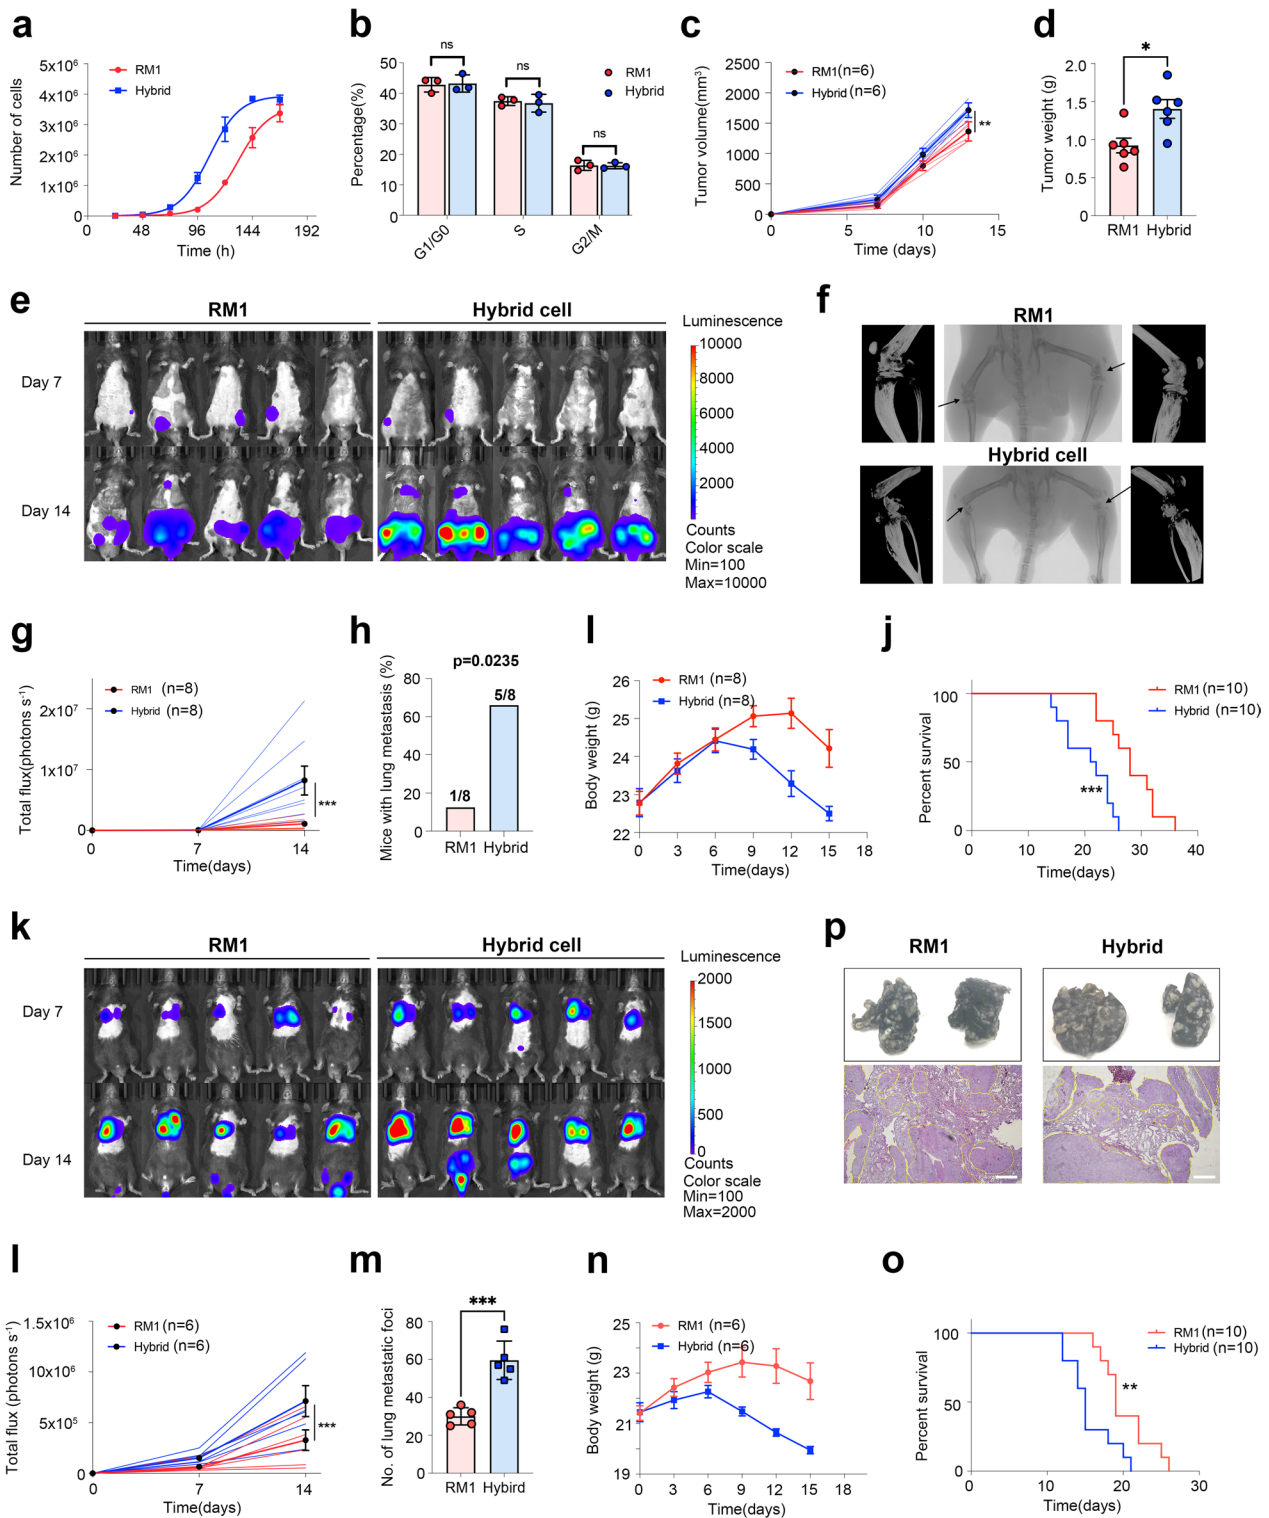 a
Number of cells
5x10⁶
4x10⁶
3x10⁶
2x10⁶
1x10⁶
0
0 48 96 144 192
Time (h)
RM1
Hybrid
b
Percentage(%)
80
60
40
20
0
ns
ns
ns
RM1
Hybrid
G1/G0
S
G2/M
c
Tumor volume(mm³)
2500
2000
1500
1000
500
0
RM1(n=6)
Hybrid (n=6)
**
0 5 10 15
Time (days)
d
Tumor weight (g)
2.0
1.5
1.0
0.5
0
*
RM1 Hybrid
e
RM1
Hybrid cell
Day 7
Day 14
Luminescence
10000
8000
6000
4000
2000
Counts
Color scale
Min=100
Max=10000
f
RM1
Hybrid cell
g
Total flux(photons s⁻¹)
2x10⁷
1x10⁷
0
RM1 (n=8)
Hybrid (n=8)
***
0 7 14
Time(days)
h
Mice with lung metastasis (%)
80
60
40
20
0
p=0.0235
1/8
5/8
RM1 Hybrid
I
Body weight (g)
26
25
24
23
22
RM1 (n=8)
Hybrid (n=8)
0 3 6 9 12 15 18
Time(days)
j
Percent survival
100
50
0
RM1(n=10)
Hybrid (n=10)
***
0 10 20 30 40
Time(days)
k
RM1
Hybrid cell
Day 7
Day 14
Luminescence
2000
1500
1000
500
0
Counts
Color scale
Min=100
Max=2000
p
RM1
Hybrid
l
Total flux (photons s⁻¹)
1.5x10⁶
1x10⁶
5x10⁵
0
RM1(n=6)
Hybrid (n=6)
***
0 7 14
Time(days)
m
No. of lung metastatic foci
80
60
40
20
0
***
RM1 Hybird
n
Body weight (g)
25
23
21
19
RM1 (n=6)
Hybrid (n=6)
0 3 6 9 12 15 18
Time(days)
o
Percent survival
100
50
0
RM1(n=10)
Hybrid (n=10)
**
0 10 20 30
Time(days)